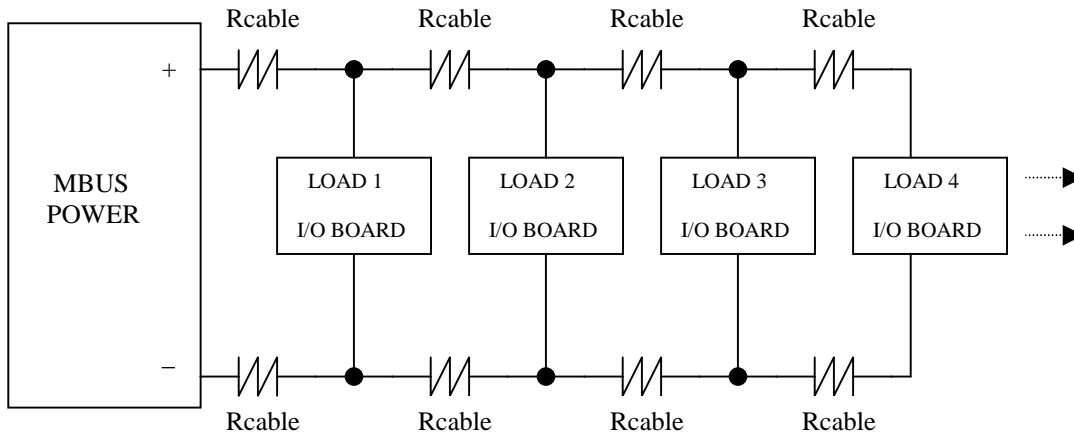 Rcable Rcable Rcable Rcable
+
MBUS
POWER
LOAD 1 LOAD 2 LOAD 3 LOAD 4
I/O BOARD I/O BOARD I/O BOARD I/O BOARD
–
Rcable Rcable Rcable Rcable